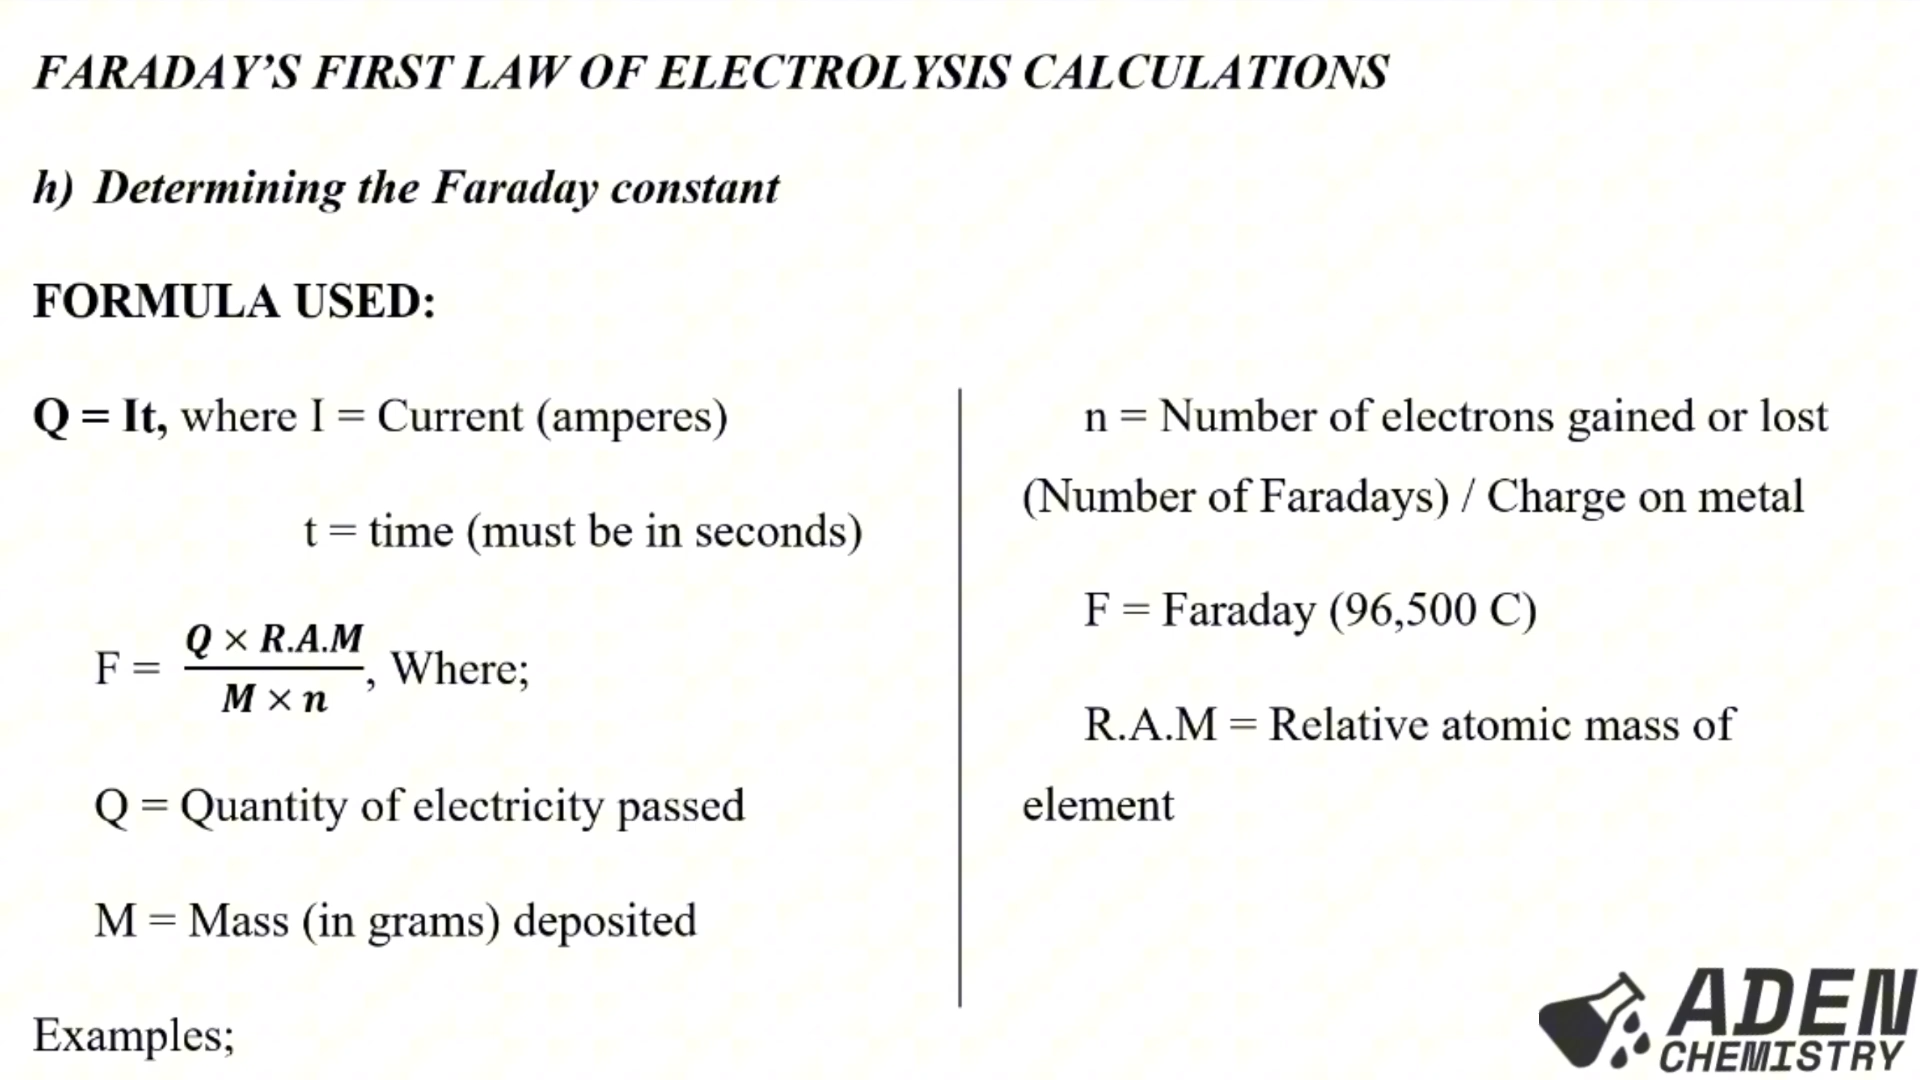 FARADAY’S FIRST LAW OF ELECTROLYSIS CALCULATIONS
h) Determining the Faraday constant
FORMULA USED:
Q = It, where I = Current (amperes)
t = time (must be in seconds)
F = Q × R.A.M / M × n, Where;
Q = Quantity of electricity passed
M = Mass (in grams) deposited
Examples;
n = Number of electrons gained or lost
(Number of Faradays) / Charge on metal
F = Faraday (96,500 C)
R.A.M = Relative atomic mass of
element
ADEN
CHEMISTRY